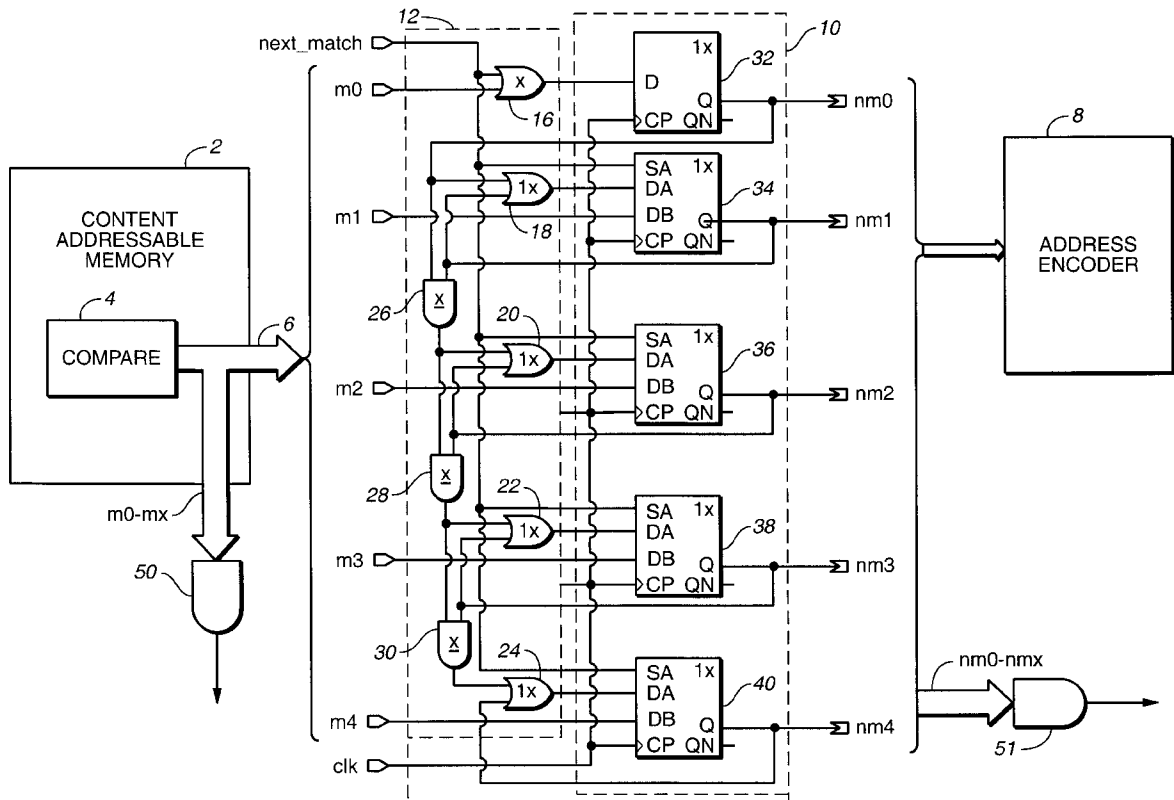 12
next_match
m0
x
16
1x
D
Q
CP QN
32
10
nm0
2
CONTENT
ADDRESSABLE
MEMORY
4
COMPARE
6
m0-mx
50
m1
1x
18
SA 1x
DA
DB
Q
CP QN
34
nm1
8
ADDRESS
ENCODER
x
26
20
1x
m2
SA 1x
DA
DB
Q
CP QN
36
nm2
x
28
22
1x
m3
SA 1x
DA
DB
Q
CP QN
38
nm3
x
30
24
1x
m4
clk
SA 1x
DA
DB
Q
CP QN
40
nm4
nm0-nmx
51